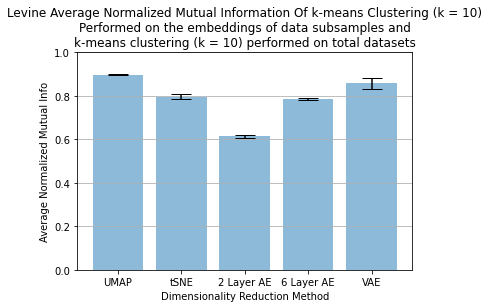 Levine Average Normalized Mutual Information Of k-means Clustering (k = 10)
Performed on the embeddings of data subsamples and
k-means clustering (k = 10) performed on total datasets
1.0
0.8
0.6
0.4
0.2
0.0
Average Normalized Mutual Info
UMAP tSNE 2 Layer AE 6 Layer AE VAE
Dimensionality Reduction Method